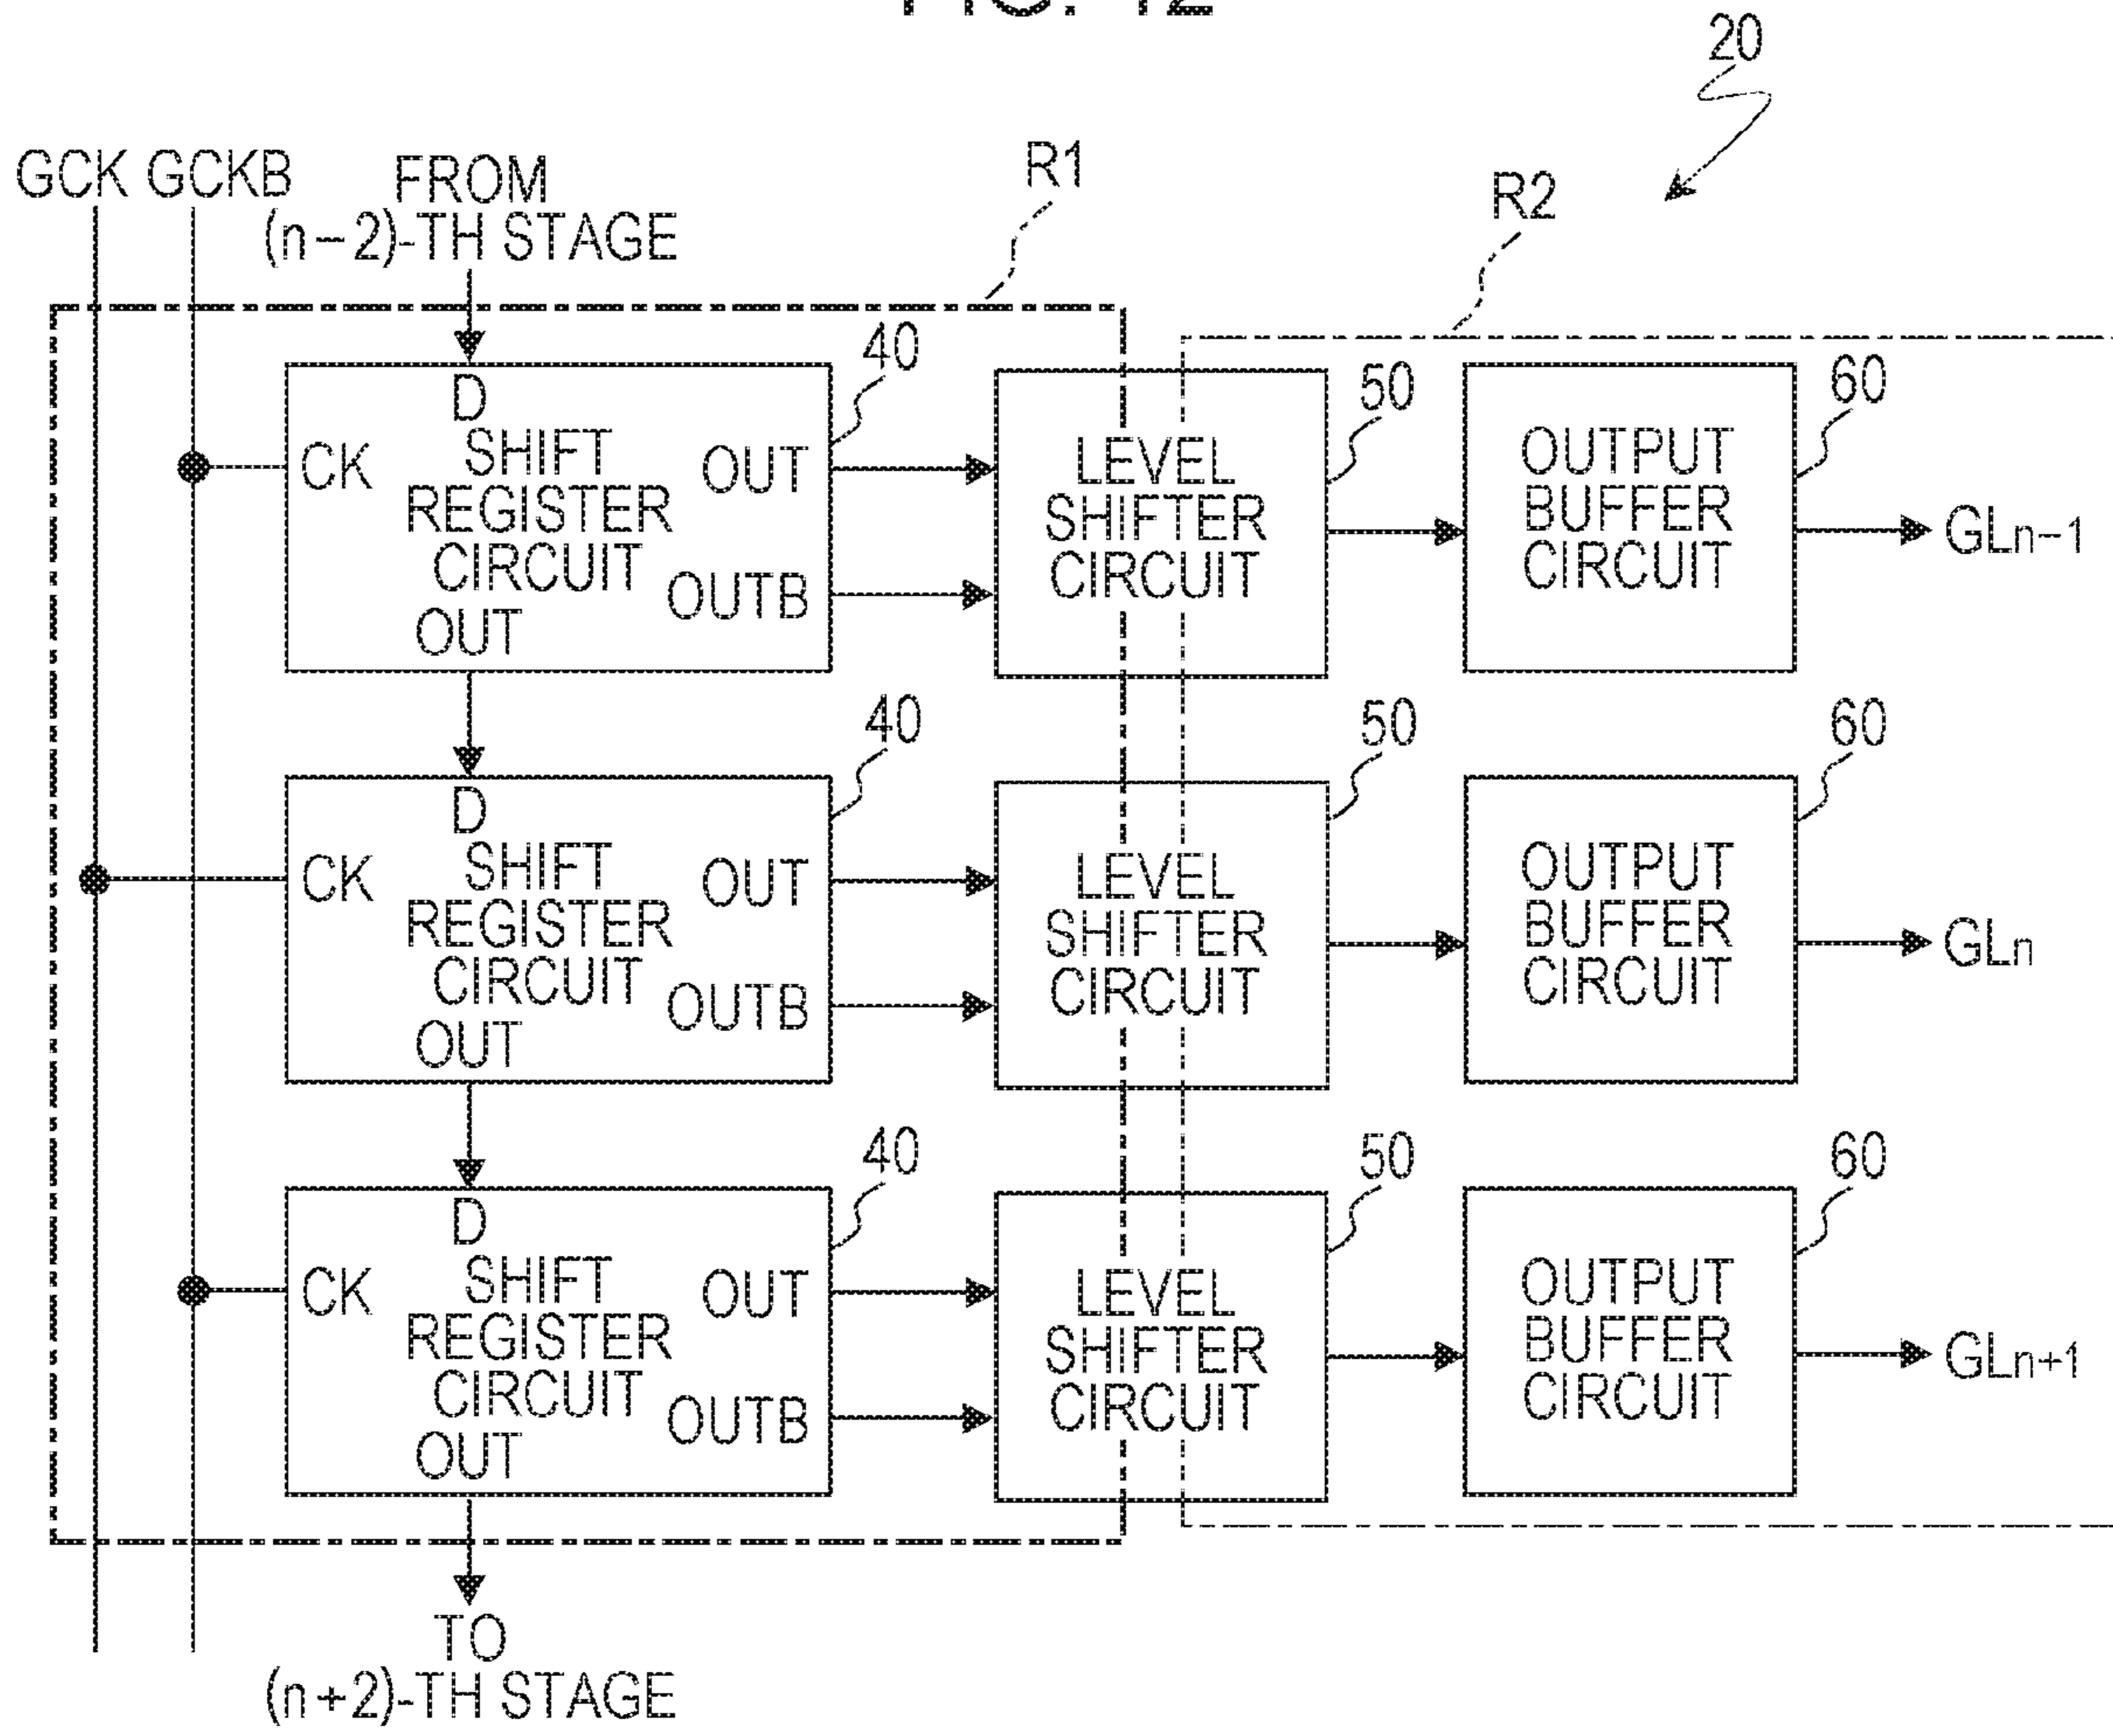 FIG. 12
20
GCK GCKB
FROM
(n-2)-TH STAGE
R1
R2
40
50
60
D
CK
SHIFT
REGISTER
CIRCUIT
OUT
OUTB
OUT
LEVEL
SHIFTER
CIRCUIT
OUTPUT
BUFFER
CIRCUIT
GLn-1
40
50
60
D
CK
SHIFT
REGISTER
CIRCUIT
OUT
OUTB
OUT
LEVEL
SHIFTER
CIRCUIT
OUTPUT
BUFFER
CIRCUIT
GLn
40
50
60
D
CK
SHIFT
REGISTER
CIRCUIT
OUT
OUTB
OUT
LEVEL
SHIFTER
CIRCUIT
OUTPUT
BUFFER
CIRCUIT
GLn+1
TO
(n+2)-TH STAGE